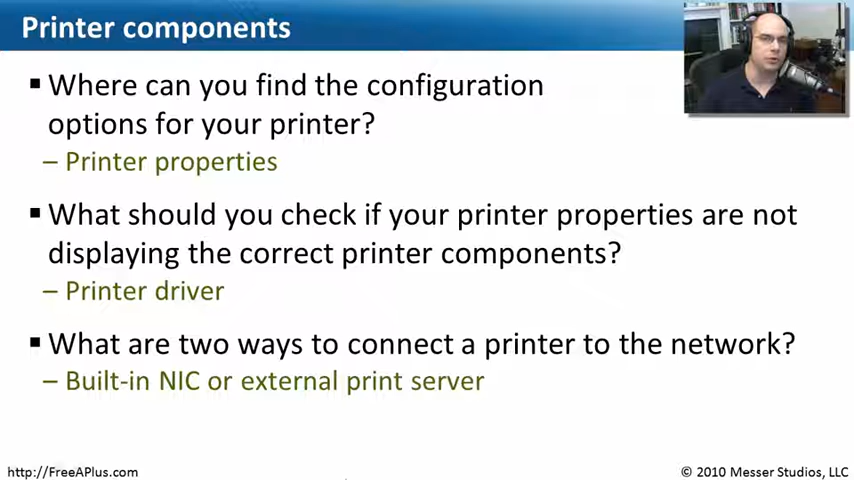 Printer components
▪ Where can you find the configuration
options for your printer?
– Printer properties
▪ What should you check if your printer properties are not
displaying the correct printer components?
– Printer driver
▪ What are two ways to connect a printer to the network?
– Built-in NIC or external print server
http://FreeAPlus.com
© 2010 Messer Studios, LLC